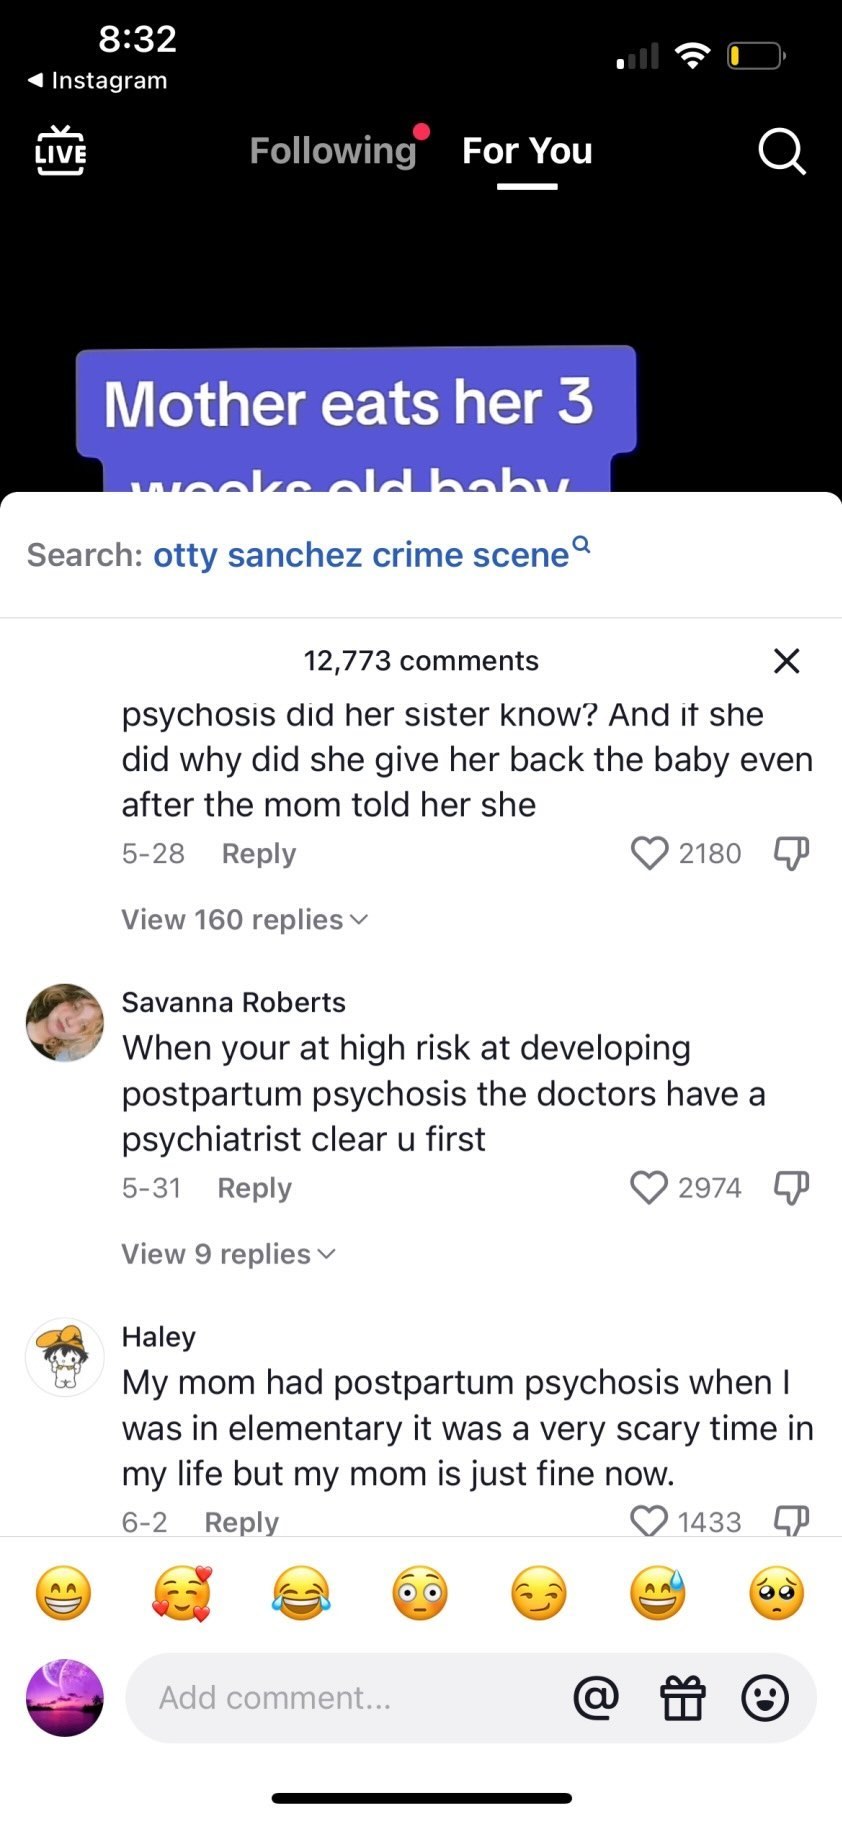 8:32
◀ Instagram
LIVE
Following
For You
Mother eats her 3
weeks old baby
Search: otty sanchez crime scene
12,773 comments
psychosis did her sister know? And if she
did why did she give her back the baby even
after the mom told her she
5-28 Reply 2180
View 160 replies
Savanna Roberts
When your at high risk at developing
postpartum psychosis the doctors have a
psychiatrist clear u first
5-31 Reply 2974
View 9 replies
Haley
My mom had postpartum psychosis when I
was in elementary it was a very scary time in
my life but my mom is just fine now.
6-2 Reply 1433
Add comment...
@